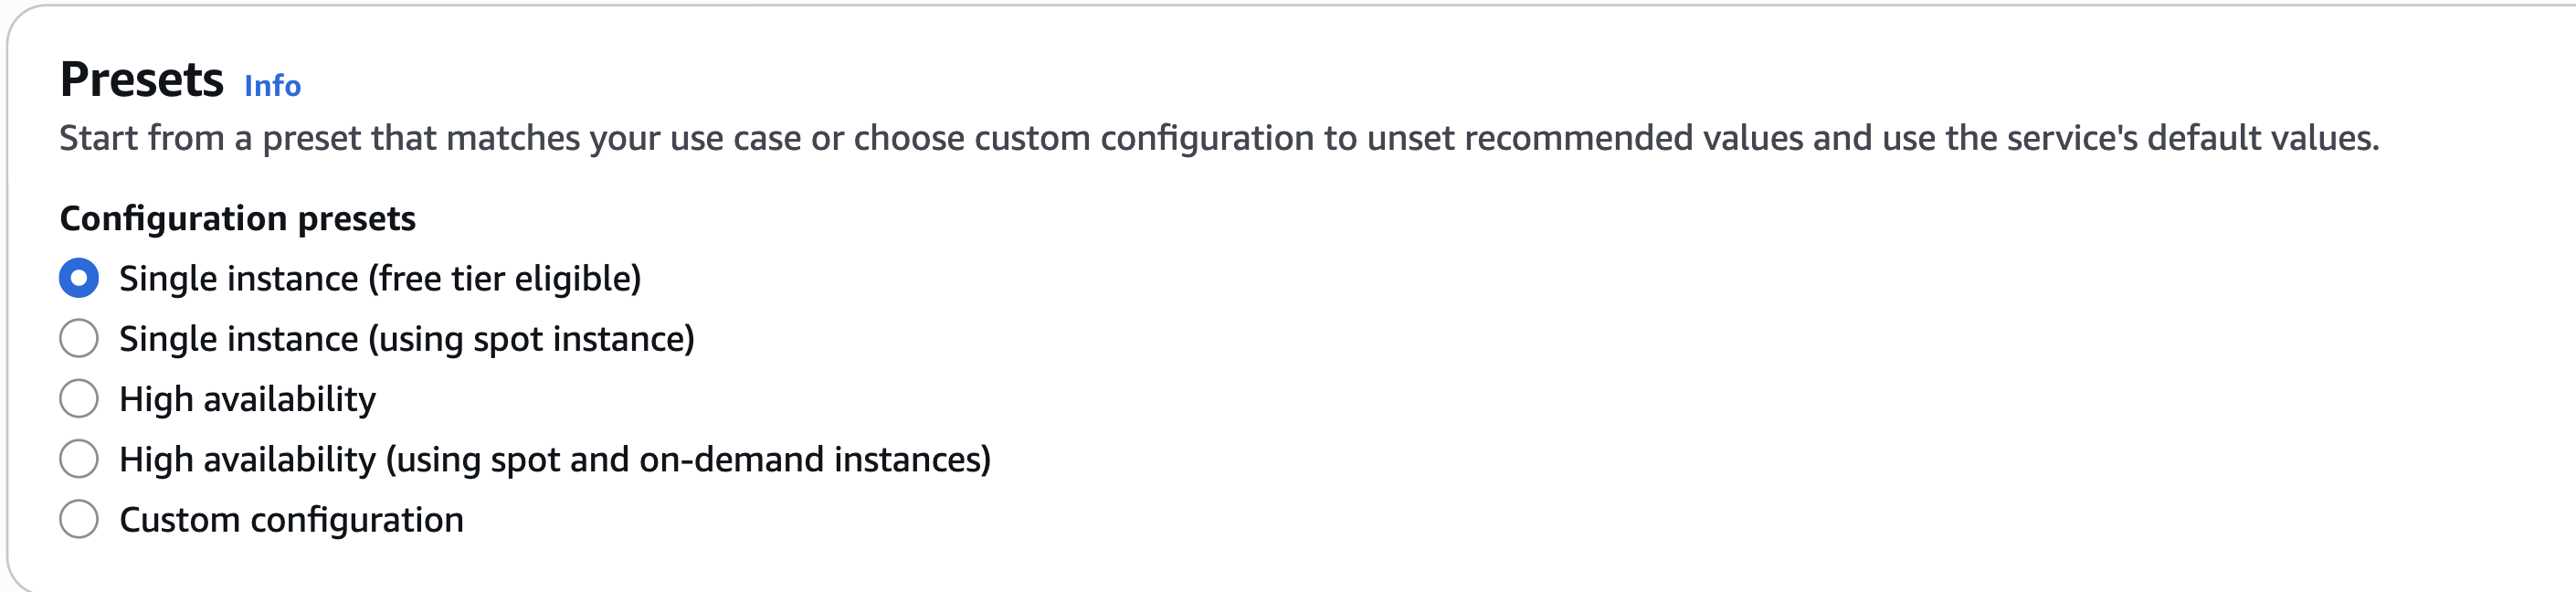 Presets Info
Start from a preset that matches your use case or choose custom configuration to unset recommended values and use the service's default values.
Configuration presets
Single instance (free tier eligible)
Single instance (using spot instance)
High availability
High availability (using spot and on-demand instances)
Custom configuration